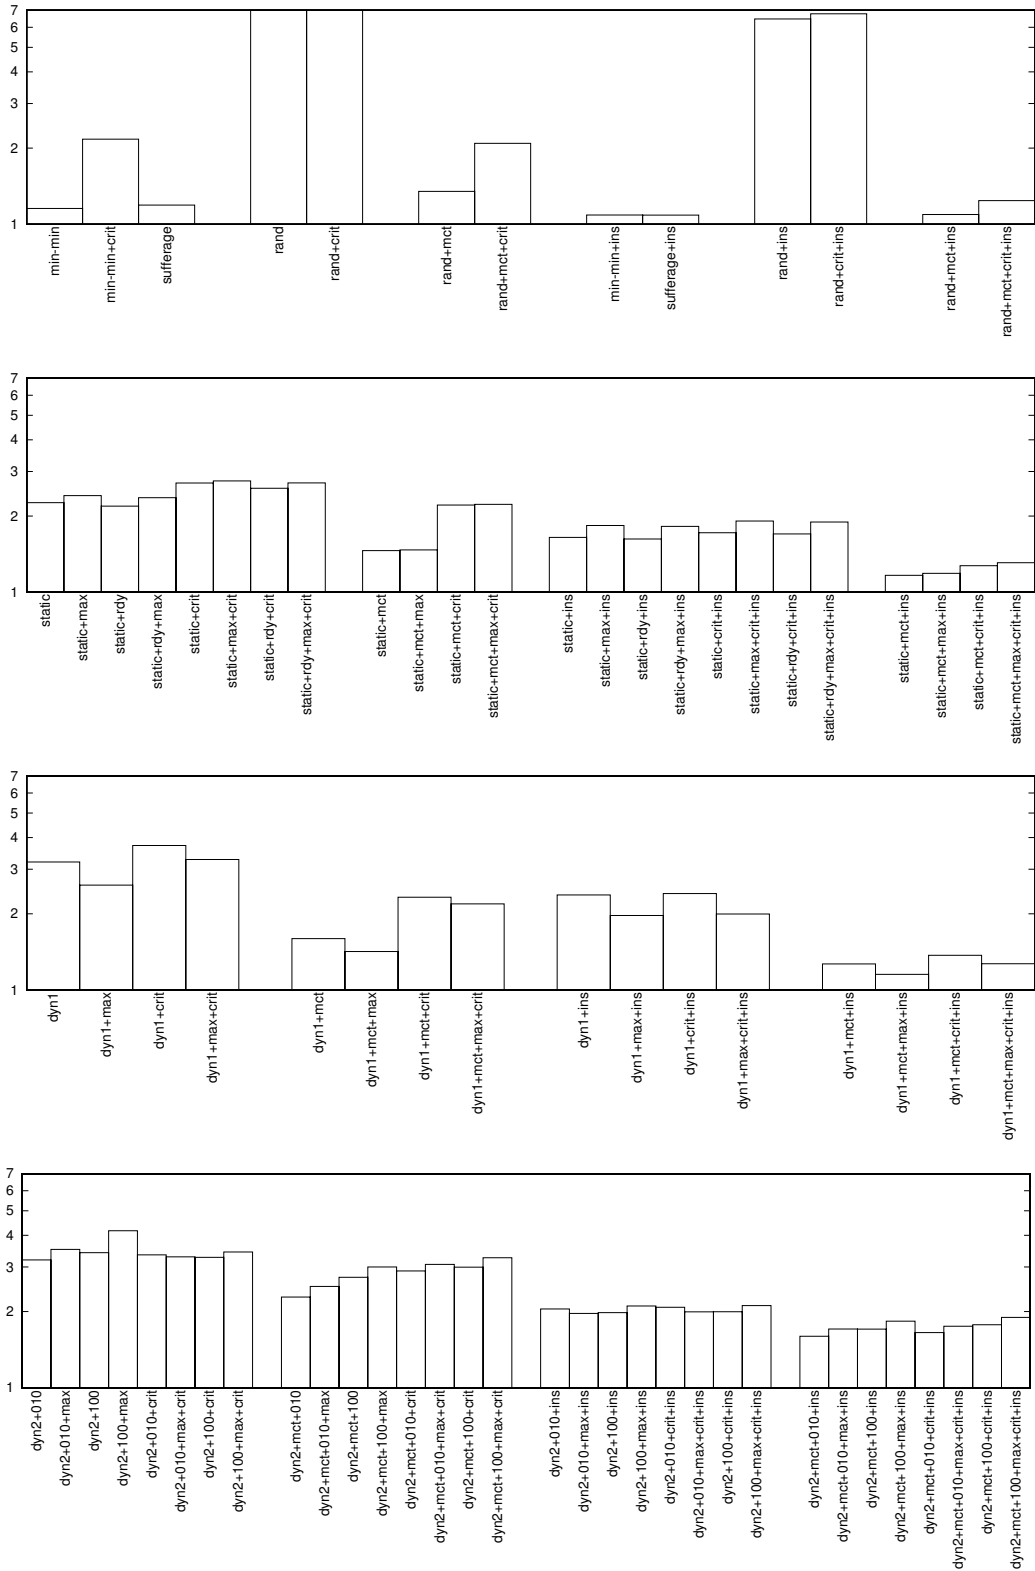 7
6
5
4
3
2
1
min-min
min-min+crit
sufferage
rand
rand+crit
rand+mct
rand+mct+crit
min-min+ins
sufferage+ins
rand+ins
rand+crit+ins
rand+mct+ins
rand+mct+crit+ins
7
6
5
4
3
2
1
static
static+max
static+rdy
static+rdy+max
static+crit
static+max+crit
static+rdy+crit
static+rdy+max+crit
static+mct
static+mct+max
static+mct+crit
static+mct+max+crit
static+ins
static+max+ins
static+rdy+ins
static+rdy+max+ins
static+crit+ins
static+max+crit+ins
static+rdy+crit+ins
static+rdy+max+crit+ins
static+mct+ins
static+mct+max+ins
static+mct+crit+ins
static+mct+max+crit+ins
7
6
5
4
3
2
1
dyn1
dyn1+max
dyn1+crit
dyn1+max+crit
dyn1+mct
dyn1+mct+max
dyn1+mct+crit
dyn1+mct+max+crit
dyn1+ins
dyn1+max+ins
dyn1+crit+ins
dyn1+max+crit+ins
dyn1+mct+ins
dyn1+mct+max+ins
dyn1+mct+crit+ins
dyn1+mct+max+crit+ins
7
6
5
4
3
2
1
dyn2+010
dyn2+010+max
dyn2+100
dyn2+100+max
dyn2+010+crit
dyn2+010+max+crit
dyn2+100+crit
dyn2+100+max+crit
dyn2+mct+010
dyn2+mct+010+max
dyn2+mct+100
dyn2+mct+100+max
dyn2+mct+010+crit
dyn2+mct+010+max+crit
dyn2+mct+100+crit
dyn2+mct+100+max+crit
dyn2+010+ins
dyn2+010+max+ins
dyn2+100+ins
dyn2+100+max+ins
dyn2+010+crit+ins
dyn2+010+max+crit+ins
dyn2+100+crit+ins
dyn2+100+max+crit+ins
dyn2+mct+010+ins
dyn2+mct+010+max+ins
dyn2+mct+100+ins
dyn2+mct+100+max+ins
dyn2+mct+010+crit+ins
dyn2+mct+010+max+crit+ins
dyn2+mct+100+crit+ins
dyn2+mct+100+max+crit+ins